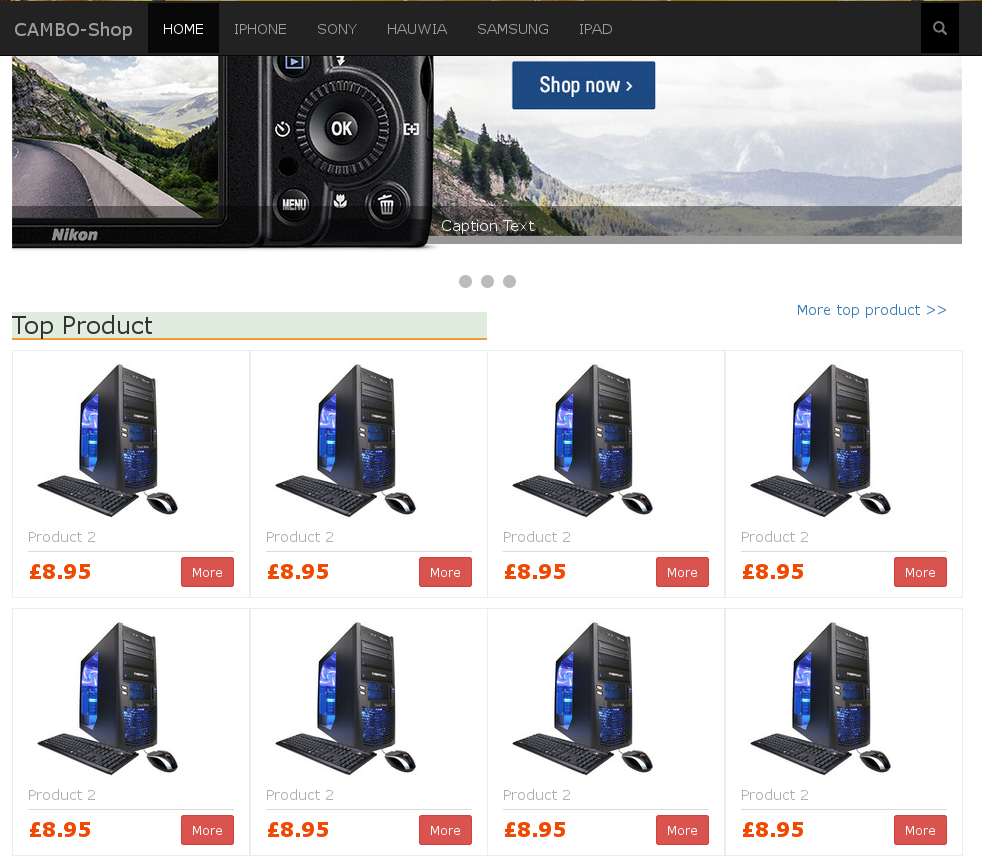 CAMBO-Shop HOME IPHONE SONY HAUWIA SAMSUNG IPAD
Shop now ›
OK
MENU
Nikon
Caption Text
More top product >>
Top Product
Product 2 Product 2 Product 2 Product 2
£8.95 More £8.95 More £8.95 More £8.95 More
Product 2 Product 2 Product 2 Product 2
£8.95 More £8.95 More £8.95 More £8.95 More